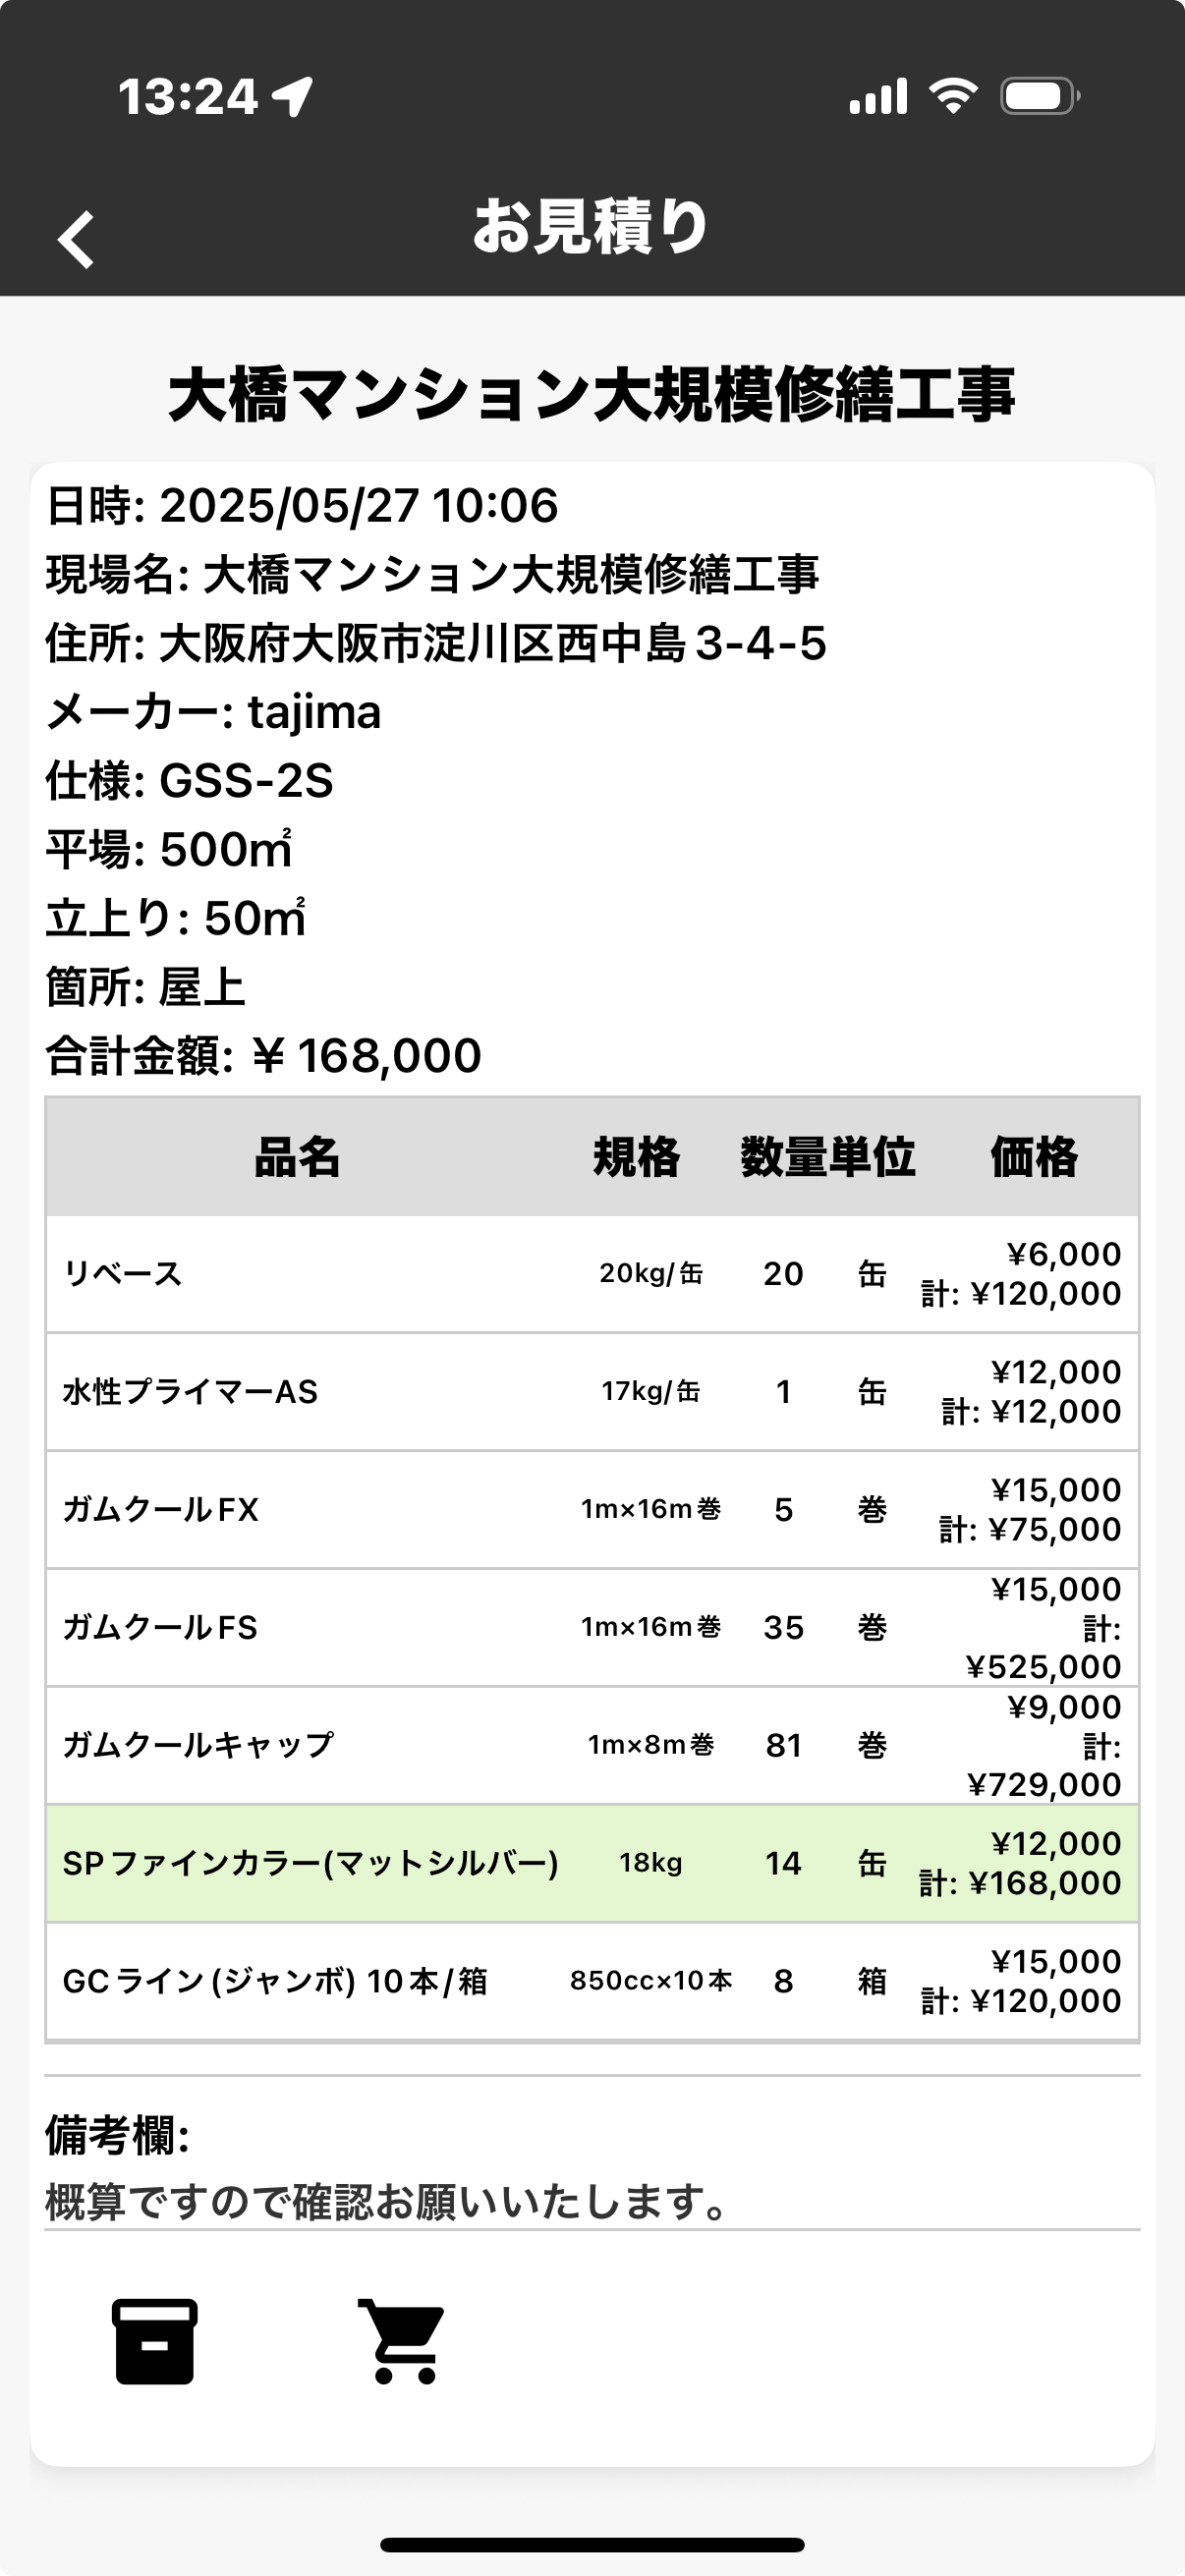 13:24
お見積り
大橋マンション大規模修繕工事
日時: 2025/05/27 10:06
現場名: 大橋マンション大規模修繕工事
住所: 大阪府大阪市淀川区西中島3-4-5
メーカー: tajima
仕様: GSS-2S
平場: 500㎡
立上り: 50㎡
箇所: 屋上
合計金額: ¥ 168,000
品名 規格 数量 単位 価格
リベース 20kg/缶 20 缶 ¥6,000
計: ¥120,000
水性プライマーAS 17kg/缶 1 缶 ¥12,000
計: ¥12,000
ガムクールFX 1m×16m巻 5 巻 ¥15,000
計: ¥75,000
ガムクールFS 1m×16m巻 35 巻 ¥15,000
計:
¥525,000
ガムクールキャップ 1m×8m巻 81 巻 ¥9,000
計:
¥729,000
SPファインカラー(マットシルバー) 18kg 14 缶 ¥12,000
計: ¥168,000
GCライン(ジャンボ) 10本/箱 850cc×10本 8 箱 ¥15,000
計: ¥120,000
備考欄:
概算ですので確認お願いいたします。